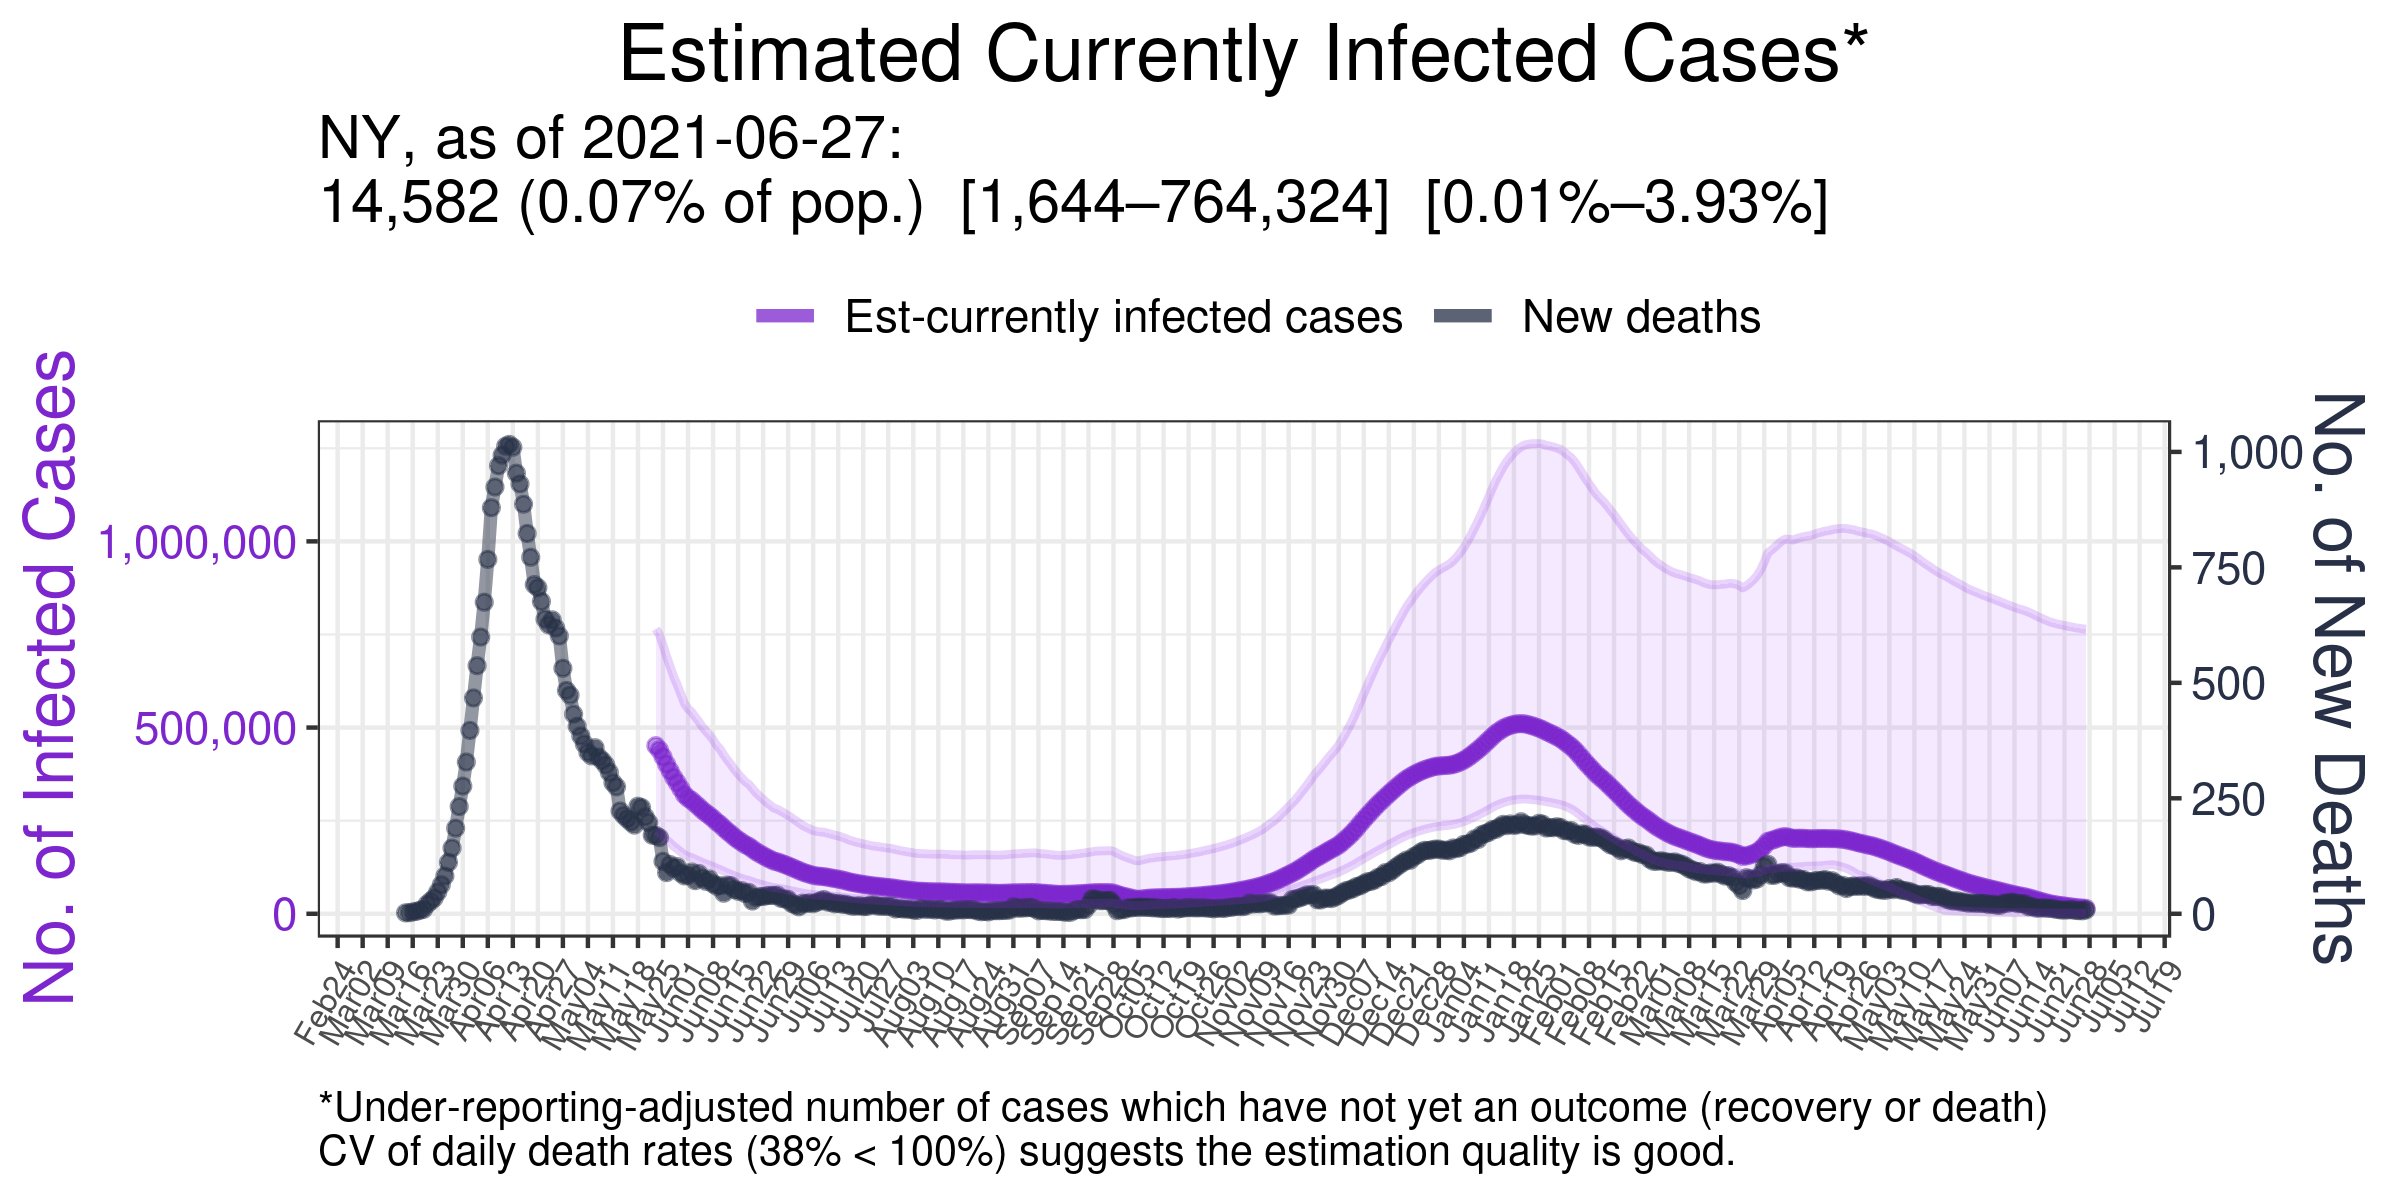 Estimated Currently Infected Cases*
NY, as of 2021-06-27:
14,582 (0.07% of pop.) [1,644–764,324] [0.01%–3.93%]
Est-currently infected cases
New deaths
No. of Infected Cases
1,000,000
500,000
0
1,000
750
500
250
0
No. of New Deaths
Feb24
Mar02
Mar09
Mar16
Mar23
Mar30
Apr06
Apr13
Apr20
Apr27
May04
May11
May18
May25
Jun01
Jun08
Jun15
Jun22
Jun29
Jul06
Jul13
Jul20
Jul27
Aug03
Aug10
Aug17
Aug24
Aug31
Sep07
Sep14
Sep21
Sep28
Oct05
Oct12
Oct19
Oct26
Nov02
Nov09
Nov16
Nov23
Nov30
Dec07
Dec14
Dec21
Dec28
Jan04
Jan11
Jan18
Jan25
Feb01
Feb08
Feb15
Feb22
Mar01
Mar08
Mar15
Mar22
Mar29
Apr05
Apr12
Apr19
Apr26
May03
May10
May17
May24
May31
Jun07
Jun14
Jun21
Jun28
Jul05
Jul12
Jul19
*Under-reporting-adjusted number of cases which have not yet an outcome (recovery or death)
CV of daily death rates (38% < 100%) suggests the estimation quality is good.